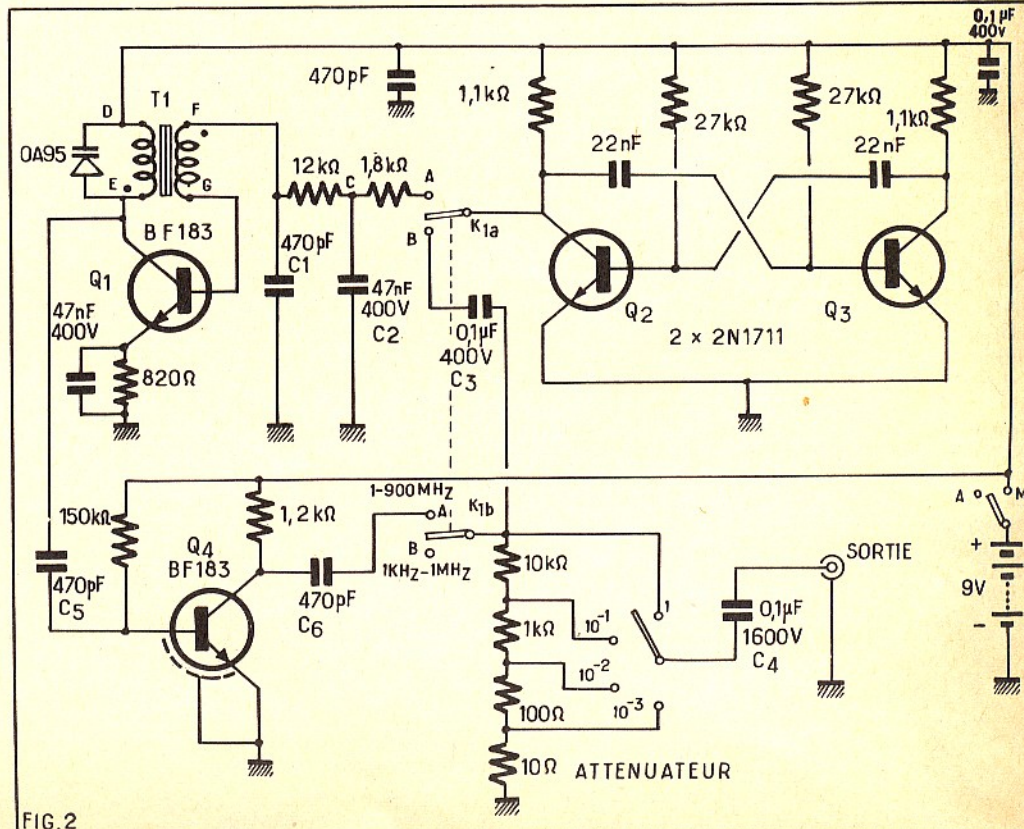 0,1µF
400V
470 pF
1,1kΩ
27kΩ
27kΩ
1,1kΩ
D
T1
F
OA95
12kΩ
1,8kΩ
A
22nF
22nF
E
G
C
BF183
B
K1a
Q1
470pF
C1
47nF
400V
C2
0,1µF
400V
C3
Q2
Q3
2 x 2N1711
47nF
400V
820Ω
1-900MHz
A
K1b
B
1KHz-1MHz
150kΩ
1,2kΩ
Q4
BF183
470pF
C5
470pF
C6
10kΩ
1kΩ
100Ω
10Ω
1
10-1
10-2
10-3
ATTENUATEUR
0,1µF
1600V
C4
SORTIE
A
M
+
9V
-
FIG.2